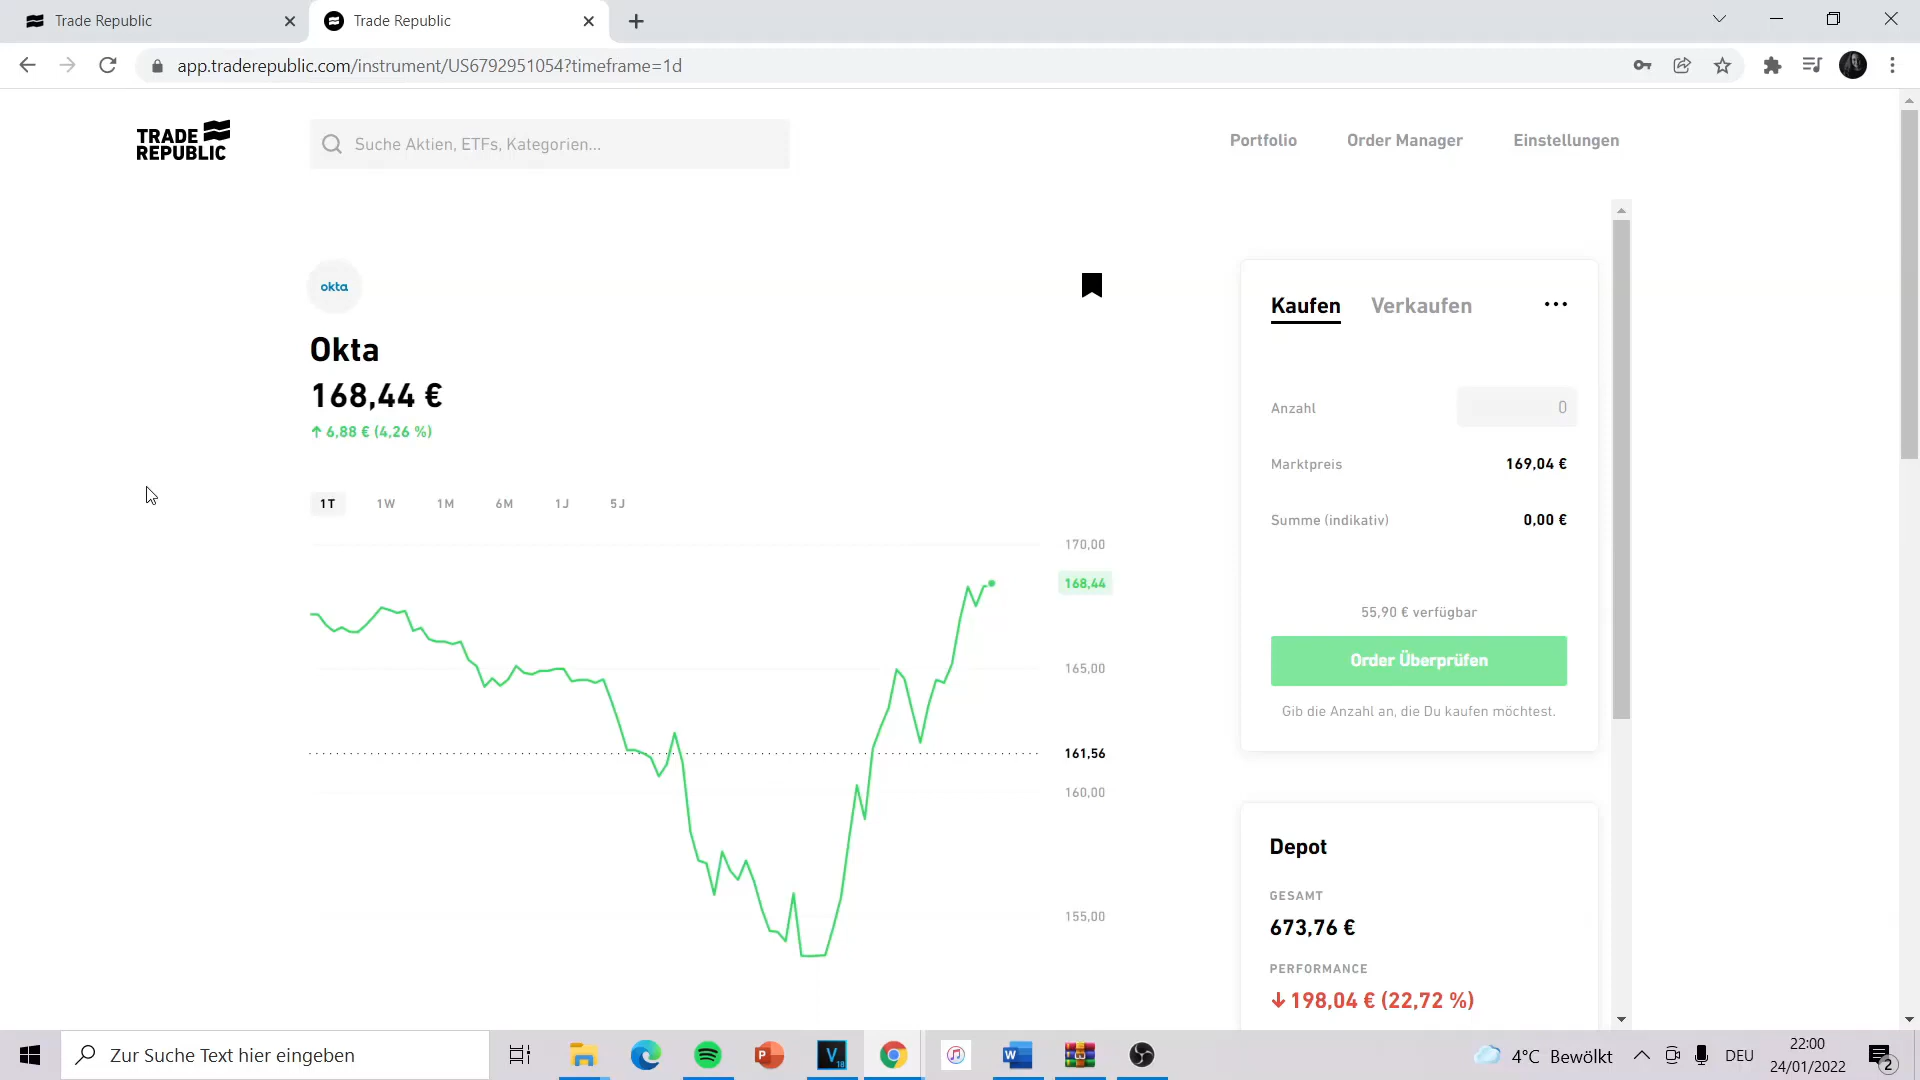 Trade Republic
Trade Republic
app.traderepublic.com/instrument/US6792951054?timeframe=1d
TRADE REPUBLIC
Suche Aktien, ETFs, Kategorien...
Portfolio
Order Manager
Einstellungen
okta
Okta
168,44 €
↑ 6,88 € (4,26 %)
1T 1W 1M 6M 1J 5J
170,00
168,44
165,00
161,56
160,00
155,00
Kaufen Verkaufen
Anzahl 0
Marktpreis 169,04 €
Summe (indikativ) 0,00 €
55,90 € verfügbar
Order Überprüfen
Gib die Anzahl an, die Du kaufen möchtest.
Depot
GESAMT
673,76 €
PERFORMANCE
↓ 198,04 € (22,72 %)
Zur Suche Text hier eingeben
4°C Bewölkt
DEU
22:00
24/01/2022
2